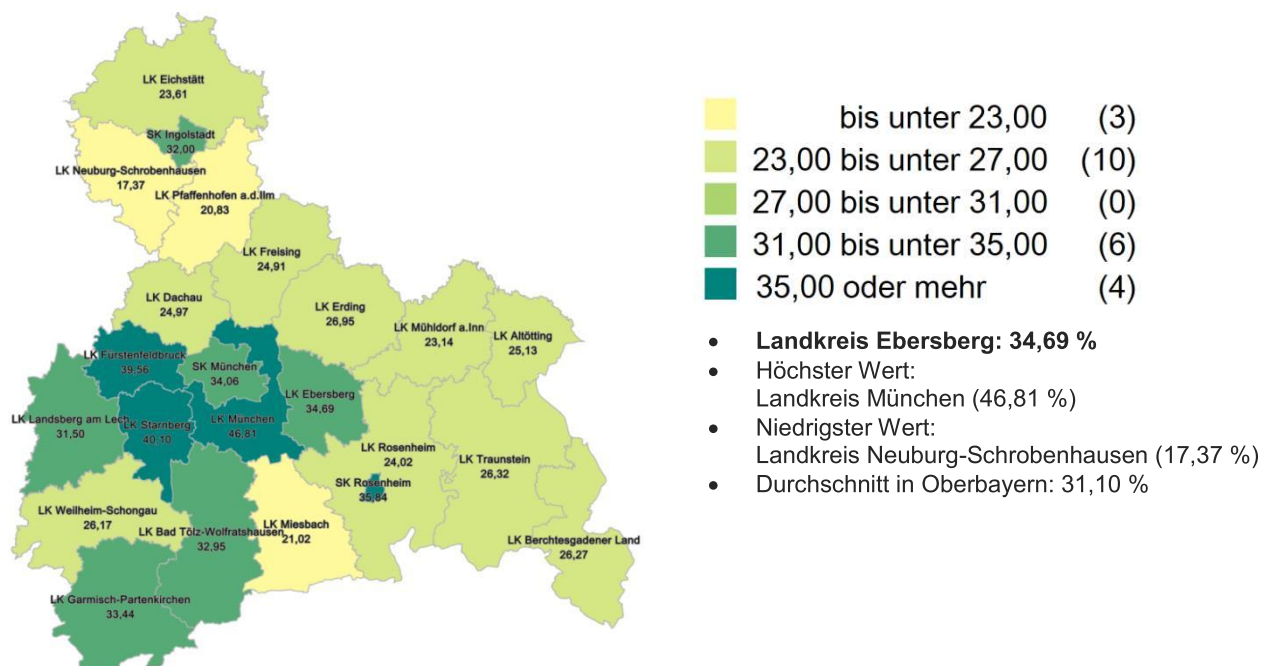 LK Eichstätt
23,61
SK Ingolstadt
32,00
LK Neuburg-Schrobenhausen
17,37
LK Pfaffenhofen a.d.Ilm
20,83
LK Freising
24,91
LK Dachau
24,97
LK Erding
26,95
LK Mühldorf a.Inn
23,14
LK Altötting
25,13
LK Fürstenfeldbruck
39,56
SK München
34,06
LK Ebersberg
34,69
LK Landsberg am Lech
31,50
LK Starnberg
40,10
LK München
46,81
LK Rosenheim
24,02
LK Traunstein
26,32
SK Rosenheim
35,84
LK Weilheim-Schongau
26,17
LK Bad Tölz-Wolfratshausen
32,95
LK Miesbach
21,02
LK Berchtesgadener Land
26,27
LK Garmisch-Partenkirchen
33,44
bis unter 23,00 (3)
23,00 bis unter 27,00 (10)
27,00 bis unter 31,00 (0)
31,00 bis unter 35,00 (6)
35,00 oder mehr (4)
• Landkreis Ebersberg: 34,69 %
• Höchster Wert:
Landkreis München (46,81 %)
• Niedrigster Wert:
Landkreis Neuburg-Schrobenhausen (17,37 %)
• Durchschnitt in Oberbayern: 31,10 %